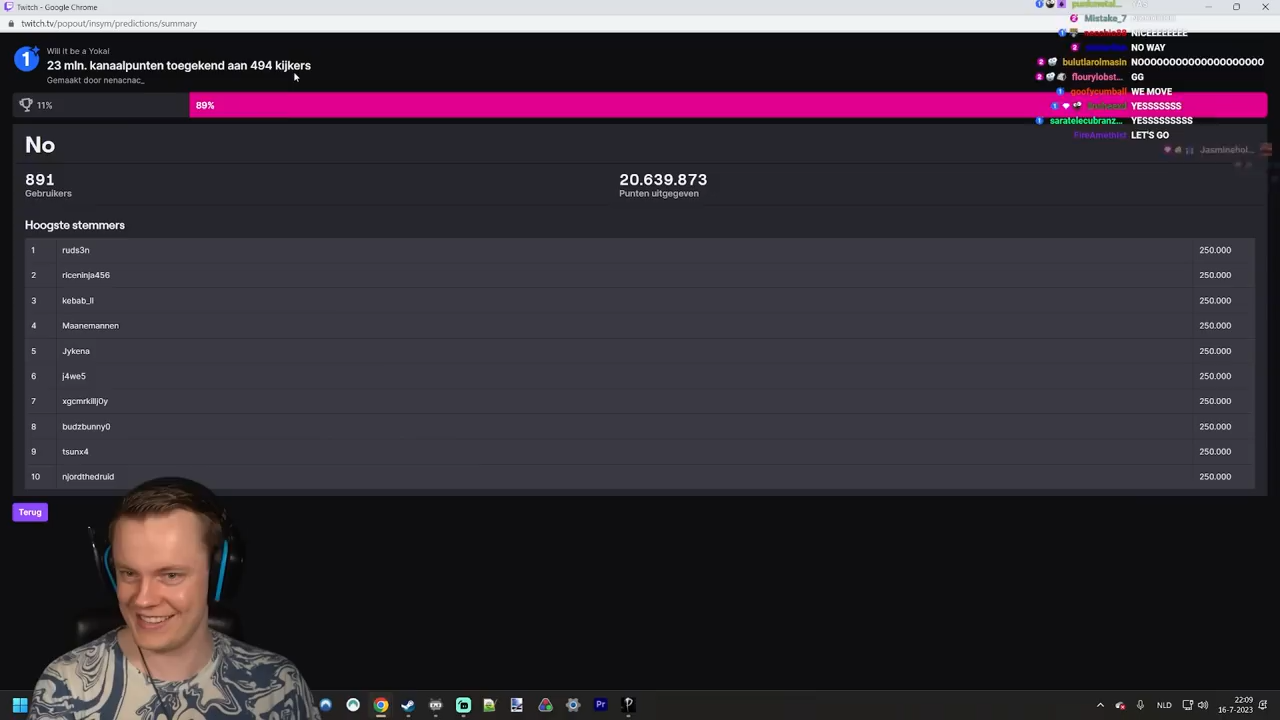 Twitch - Google Chrome
twitch.tv/popout/insym/predictions/summary
Will it be a Yokai
23 mln. kanaalpunten toegekend aan 494 kijkers
Gemaakt door nenacnac_
11%
89%
No
891
Gebruikers
20.639.873
Punten uitgegeven
Hoogste stemmers
1 ruds3n 250.000
2 riceninja456 250.000
3 kebab_ll 250.000
4 Maanemannen 250.000
5 Jykena 250.000
6 j4we5 250.000
7 xgcmrkillj0y 250.000
8 budzbunny0 250.000
9 tsunx4 250.000
10 njordthedruid 250.000
Terug
Mistake_7
NICEEEEEEE
NO WAY
bulutlarolmasin NOOOOOOOOOOOOOOOOOOO
flourylobst... GG
goofycumball WE MOVE
YESSSSSSS
saratelecubranz... YESSSSSSSSS
FireAmethist LET'S GO
Jasminehol...
NLD
22:09
16-7-2023